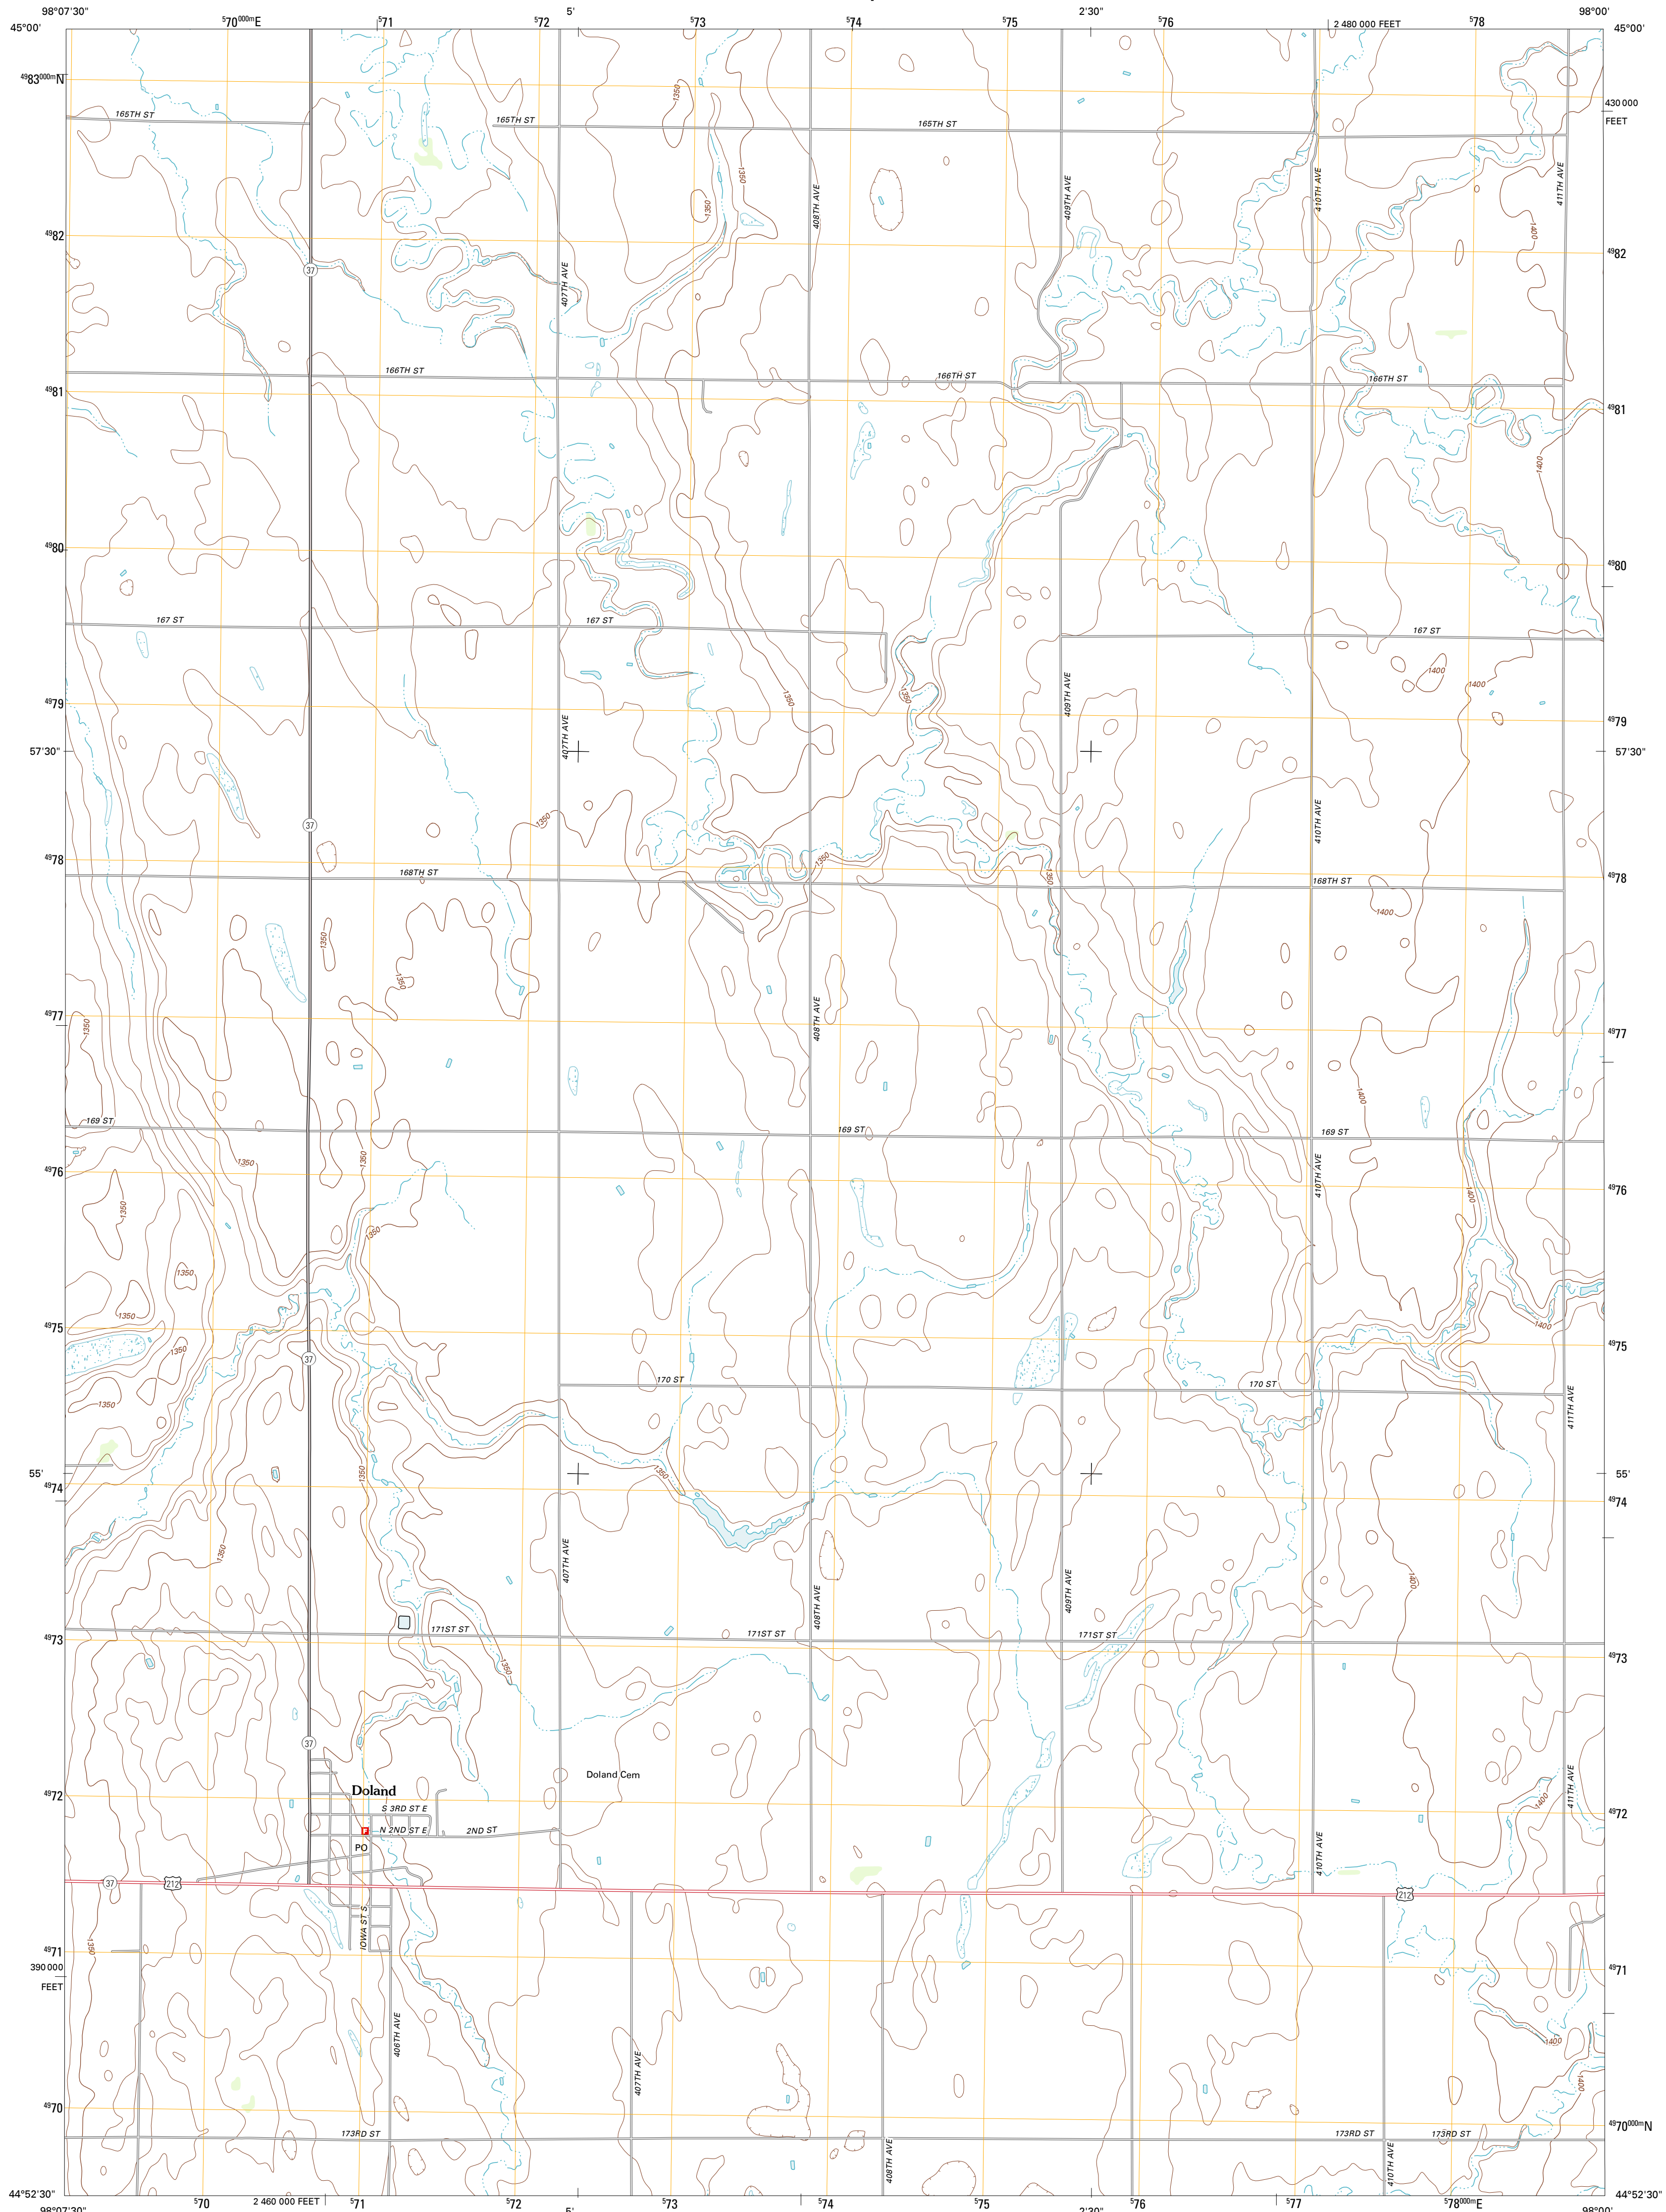 98°07'30"
⁵70⁰⁰⁰ᵐE
⁵71
⁵72
5'
⁵73
⁵74
⁵75
2'30"
⁵76
2 480 000 FEET
⁵78
98°00'
45°00'
45°00'
⁴⁹83⁰⁰⁰ᵐN
430 000
FEET
1350
165TH ST
165TH ST
165TH ST
1350
1350
408TH AVE
409TH AVE
410TH AVE
411TH AVE
1400
⁴⁹82
⁴⁹82
37
407TH AVE
166TH ST
166TH ST
166TH ST
⁴⁹81
⁴⁹81
1400
⁴⁹80
⁴⁹80
167 ST
167 ST
167 ST
1400
1400
1350
1350
409TH AVE
⁴⁹79
⁴⁹79
407TH AVE
57'30"
57'30"
37
1350
410TH AVE
⁴⁹78
1350
⁴⁹78
168TH ST
1350
168TH ST
1400
1350
1350
408TH AVE
⁴⁹77
1350
⁴⁹77
1400
169 ST
169 ST
169 ST
1350
1350
⁴⁹76
410TH AVE
⁴⁹76
1400
1350
1350
1350
1350
1400
⁴⁹75
⁴⁹75
1350
37
170 ST
170 ST
1350
411TH AVE
55'
1350
1350
55'
⁴⁹74
⁴⁹74
1350
407TH AVE
408TH AVE
409TH AVE
1400
⁴⁹73
171ST ST
171ST ST
171ST ST
⁴⁹73
1350
37
Doland Cem
Doland
411TH AVE
1400
⁴⁹72
⁴⁹72
S 3RD ST E
F
N 2ND ST E
2ND ST
PO
410TH AVE
37
212
212
IOWA ST S
1350
⁴⁹71
390 000
FEET
⁴⁹71
406TH AVE
407TH AVE
1400
1400
⁴⁹70
⁴⁹70⁰⁰⁰ᵐN
173RD ST
173RD ST
173RD ST
408TH AVE
410TH AVE
44°52'30"
44°52'30"
98°07'30"
⁵70
2 460 000 FEET
⁵71
⁵72
5'
⁵73
⁵74
⁵75
2'30"
⁵76
⁵77
⁵78⁰⁰⁰ᵐE
98°00'